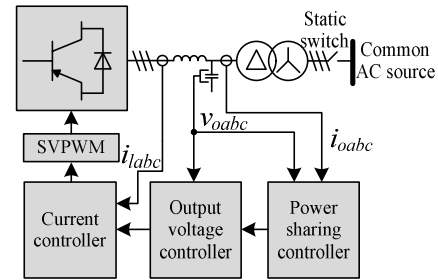 Static
switch
Common
AC source
v_oabc
SVPWM
i_labc
i_oabc
Current
controller
Output
voltage
controller
Power
sharing
controller